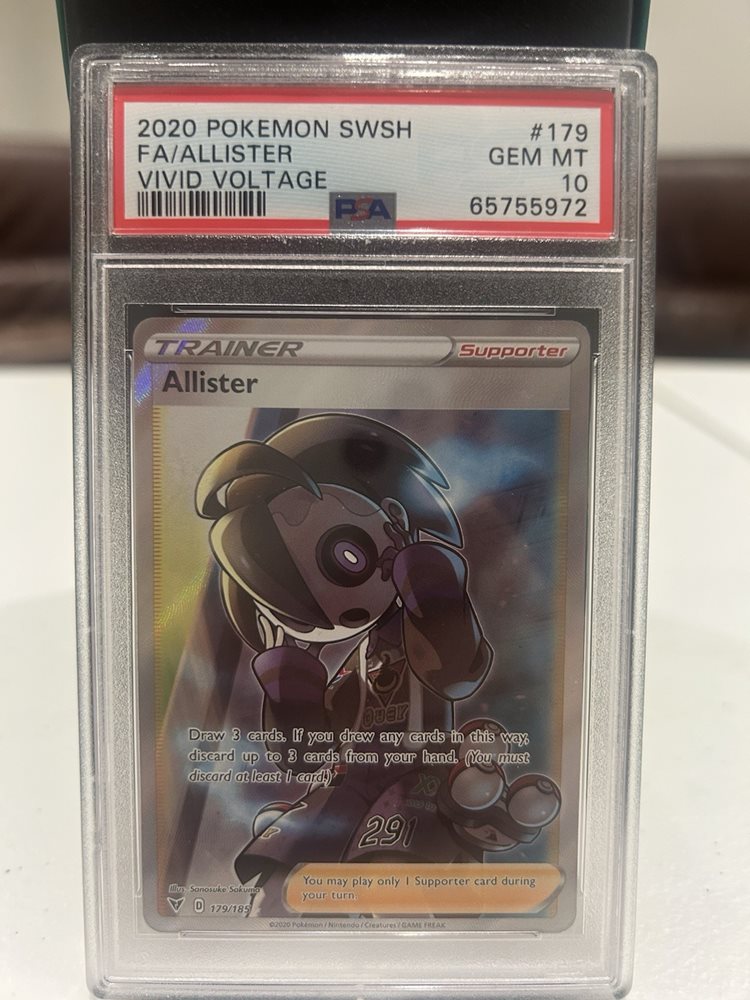 2020 POKEMON SWSH #179
FA/ALLISTER GEM MT
VIVID VOLTAGE 10
PSA 65755972
TRAINER Supporter
Allister
Draw 3 cards. If you drew any cards in this way,
discard up to 3 cards from your hand. (You must
discard at least 1 card.)
291
You may play only 1 Supporter card during
your turn.
Illus. Sanosuke Sakuma
D 179/185
©2020 Pokémon / Nintendo / Creatures / GAME FREAK